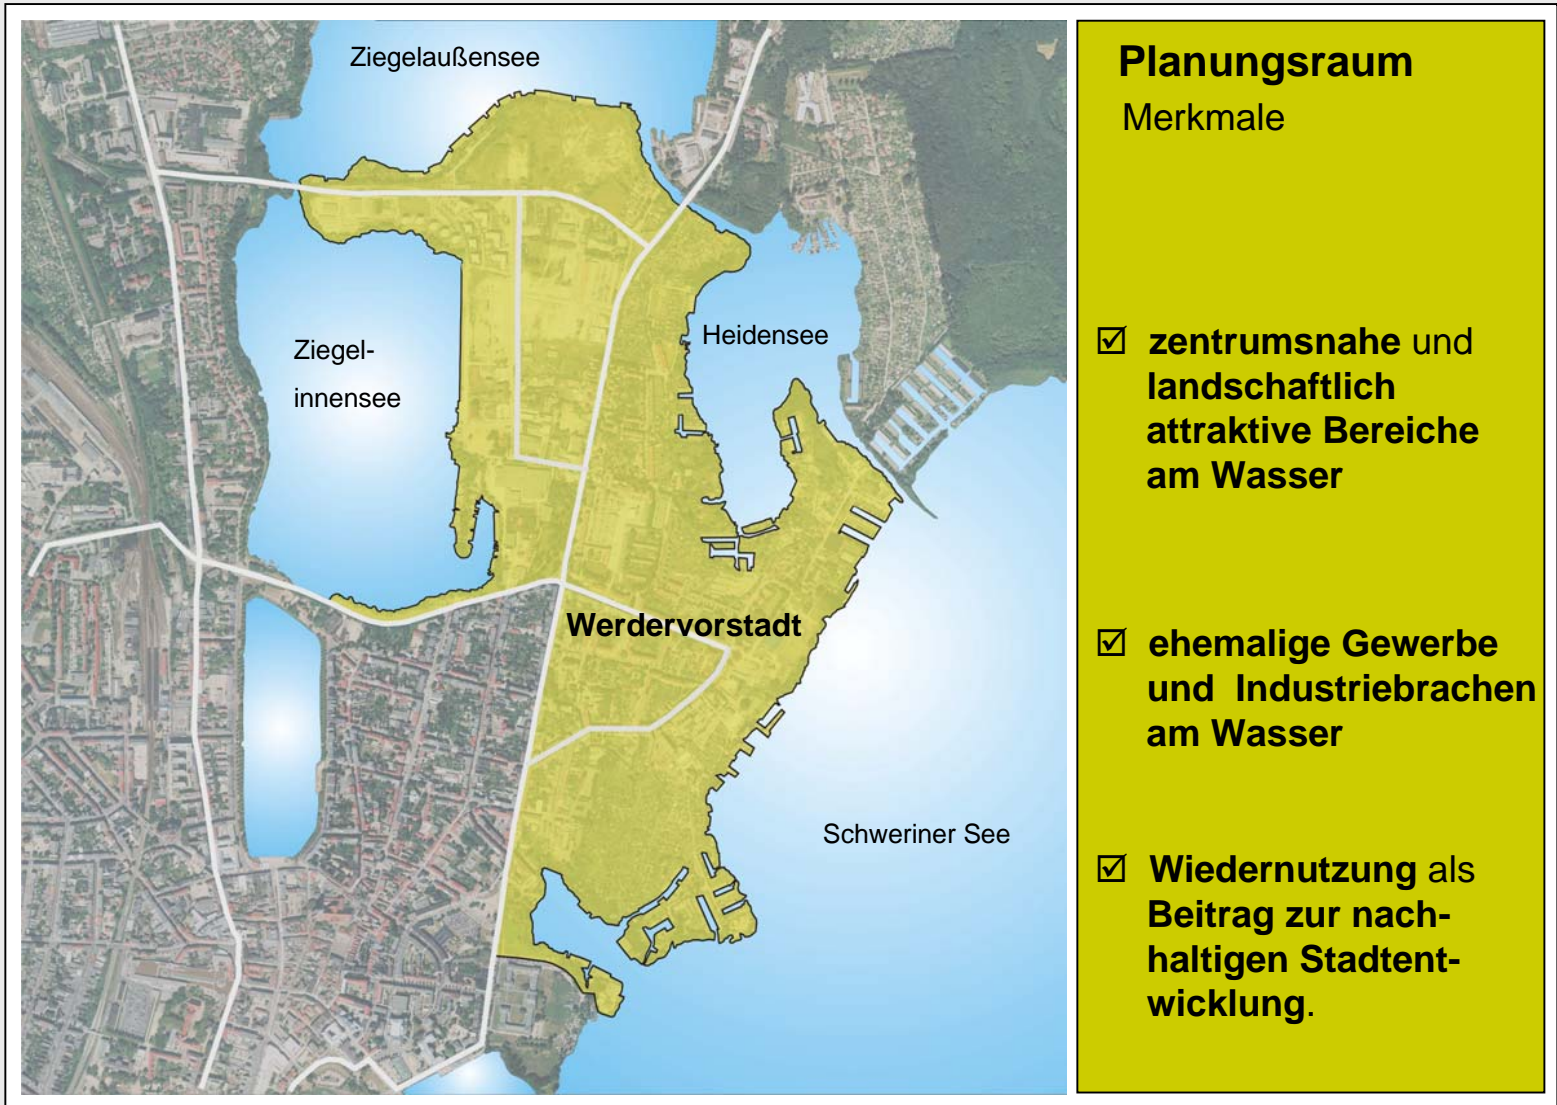 Ziegelaußensee
Ziegel-
innensee
Heidensee
Werdervorstadt
Schweriner See
Planungsraum
Merkmale
☑ zentrumsnahe und
landschaftlich
attraktive Bereiche
am Wasser
☑ ehemalige Gewerbe
und Industriebrachen
am Wasser
☑ Wiedernutzung als
Beitrag zur nach-
haltigen Stadtent-
wicklung.